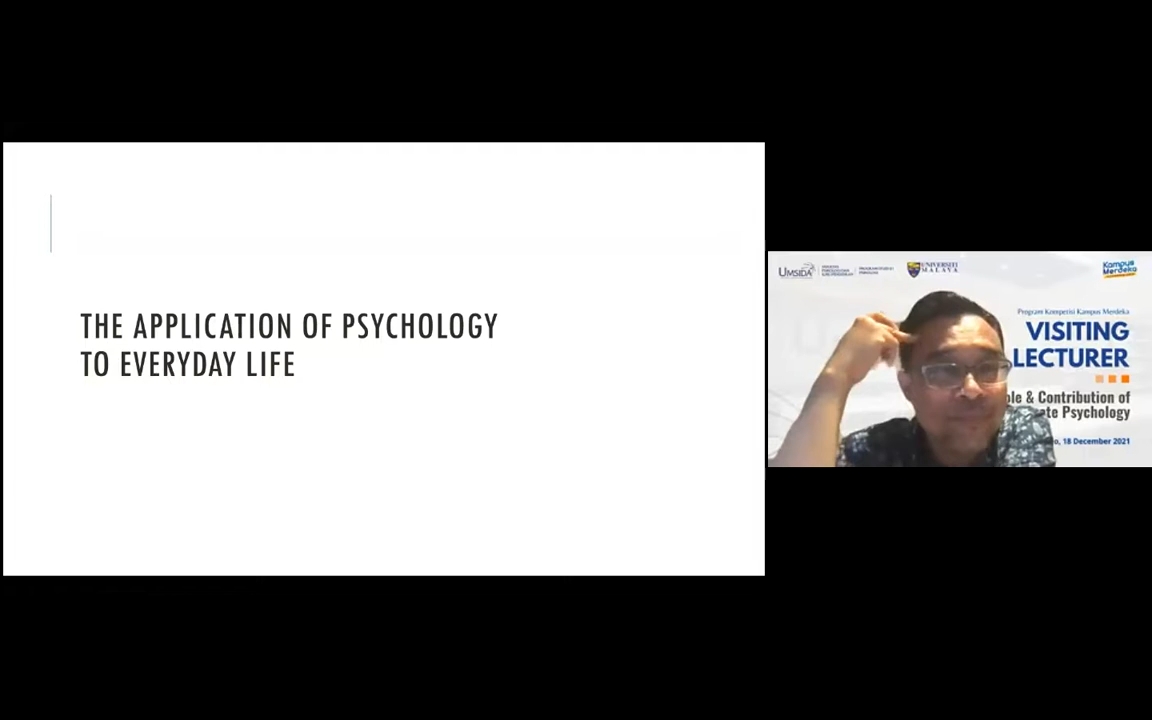 THE APPLICATION OF PSYCHOLOGY
TO EVERYDAY LIFE
UMSIDA
UNIVERSITI
MALAYA
Kampus
Merdeka
Program Kompetisi Kampus Merdeka
VISITING
LECTURER
ole & Contribution of
ate Psychology
o, 18 December 2021